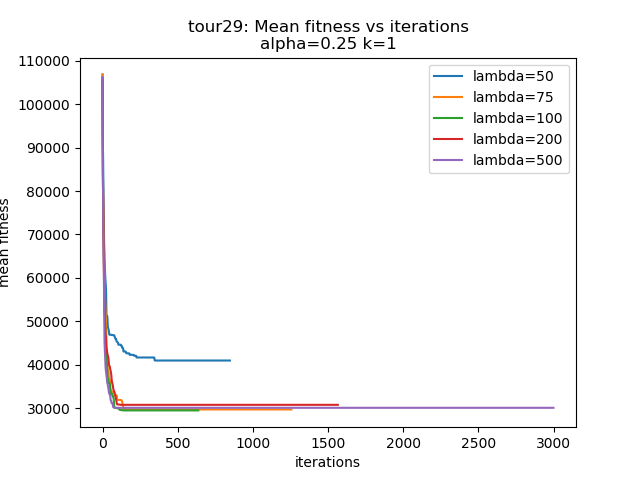 tour29: Mean fitness vs iterations
alpha=0.25 k=1
110000
100000
90000
80000
70000
60000
50000
40000
30000
mean fitness
lambda=50
lambda=75
lambda=100
lambda=200
lambda=500
0
500
1000
1500
2000
2500
3000
iterations